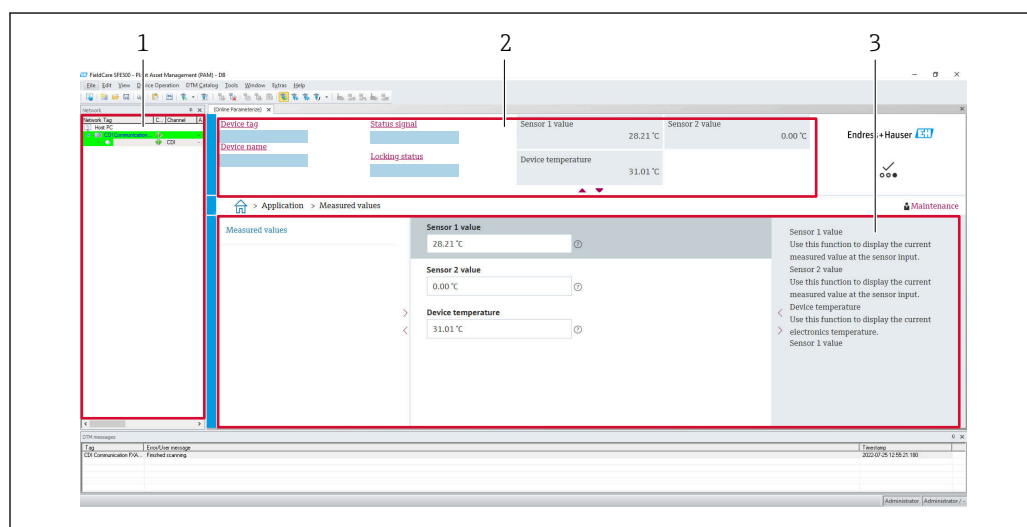 1
2
3
FieldCare SFE500 - Pl t Asset Management (PAM) - DB
File Edit View D ice Operation DTM Catalog Tools Window Extras Help
Network
(Online Parameterize)
Network Tag C... Channel A
Host PC
CDI Communication...
CDI
Device tag
Device name
Status signal
Locking status
Sensor 1 value
28.21 °C
Sensor 2 value
0.00 °C
Device temperature
31.01 °C
Endress+Hauser
> Application > Measured values
Maintenance
Measured values
Sensor 1 value
28.21 °C
Sensor 2 value
0.00 °C
Device temperature
31.01 °C
Sensor 1 value
Use this function to display the current
measured value at the sensor input.
Sensor 2 value
Use this function to display the current
measured value at the sensor input.
Device temperature
Use this function to display the current
electronics temperature.
Sensor 1 value
DTM messages
Tag Error/User message Timestamp
CDI Communication FXA... Finished scanning. 2022-07-25 12:55:21.180
Administrator Administrator / -